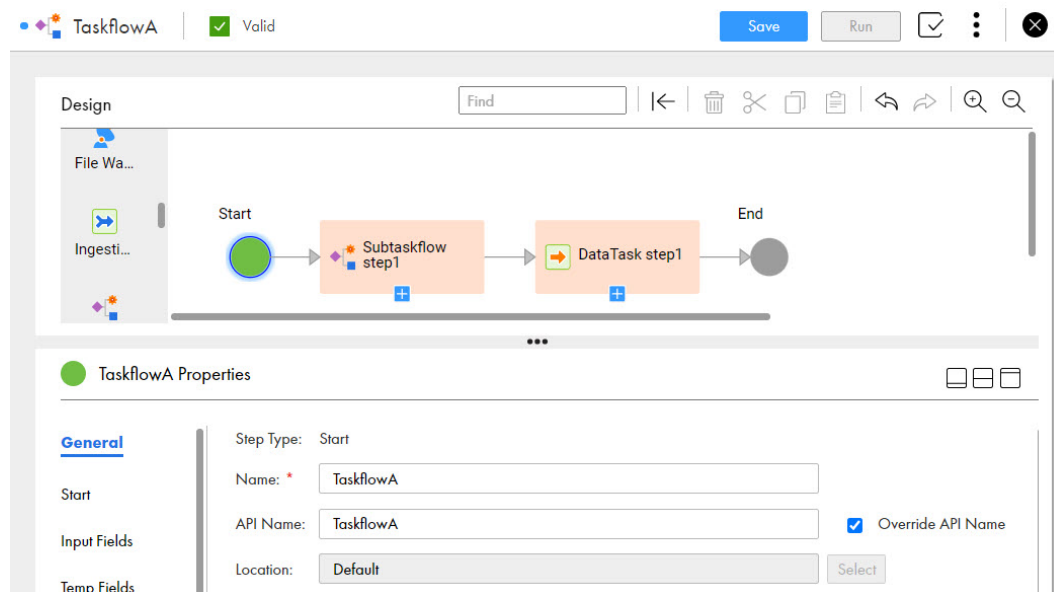 TaskflowA
Valid
Save
Run
Design
Find
File Wa...
Ingesti...
Start
Subtaskflow
step1
DataTask step1
End
TaskflowA Properties
General
Start
Input Fields
Temp Fields
Step Type: Start
Name: * TaskflowA
API Name: TaskflowA Override API Name
Location: Default Select